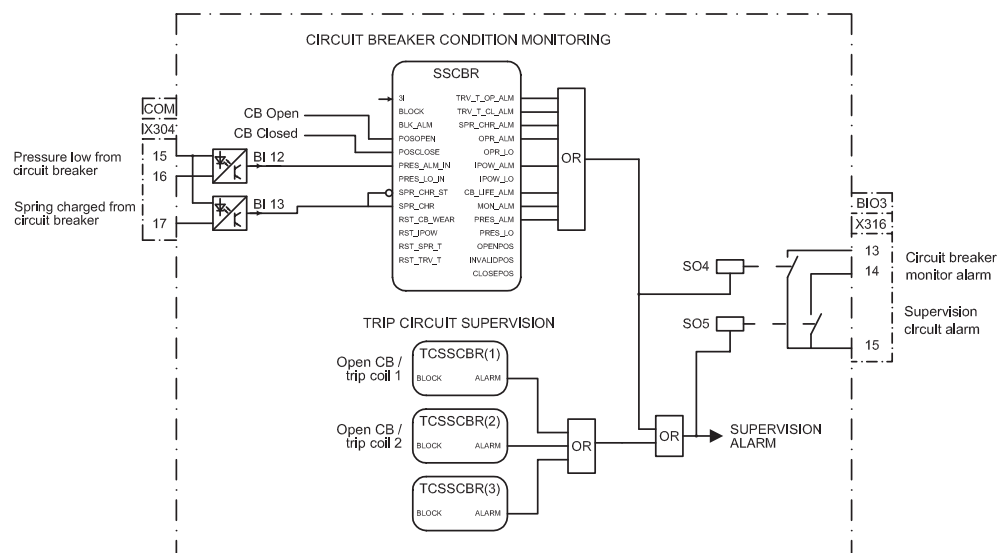 CIRCUIT BREAKER CONDITION MONITORING
SSCBR
3I
BLOCK
BLK_ALM
POSOPEN
POSCLOSE
PRES_ALM_IN
PRES_LO_IN
SPR_CHR_ST
SPR_CHR
RST_CB_WEAR
RST_IPOW
RST_SPR_T
RST_TRV_T
TRV_T_OP_ALM
TRV_T_CL_ALM
SPR_CHR_ALM
OPR_ALM
OPR_LO
IPOW_ALM
IPOW_LO
CB_LIFE_ALM
MON_ALM
PRES_ALM
PRES_LO
OPENPOS
INVALIDPOS
CLOSEPOS
OR
CB Open
CB Closed
COM
X304
15
16
17
Pressure low from
circuit breaker
Spring charged from
circuit breaker
BI 12
BI 13
BIO3
X316
13
14
15
SO4
SO5
Circuit breaker
monitor alarm
Supervision
circuit alarm
TRIP CIRCUIT SUPERVISION
Open CB /
trip coil 1
TCSSCBR(1)
BLOCK ALARM
Open CB /
trip coil 2
TCSSCBR(2)
BLOCK ALARM
TCSSCBR(3)
BLOCK ALARM
OR
OR
SUPERVISION
ALARM